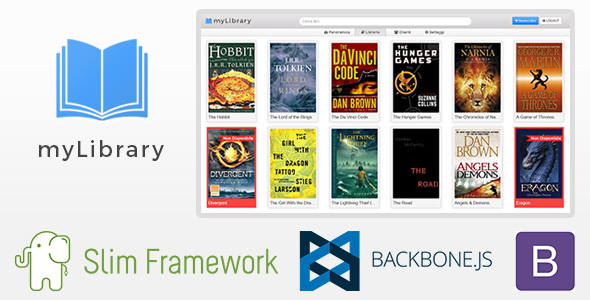 myLibrary
Panoramica
Libreria
Clienti
Settaggi
LOGOUT
THE
HOBBIT
J.R.R. TOLKIEN
J.R.R. TOLKIEN
THE
LORD
OF THE
RINGS
THE
DA VINCI
CODE
DAN BROWN
THE
HUNGER
GAMES
SUZANNE
COLLINS
The Chronicles of
NARNIA
GEORGE R.R.
MARTIN
A GAME OF
THRONES
The Hobbit
The Lord of the Rings
The Da Vinci Code
The Hunger Games
The Chronicles of Na...
A Game of Thrones
Non Disponibile
DIVERGENT
THE
GIRL
WITH THE
DRAGON
TATTOO
STIEG
LARSSON
THE
LIGHTNING
THIEF
THE
ROAD
DAN
BROWN
ANGELS
&
DEMONS
Non Disponibile
ERAGON
Divergent
The Girl With the Dra...
The Lightning Thief (...
The Road
Angels & Demons
Eragon
myLibrary
Slim Framework
BACKBONE.JS
B